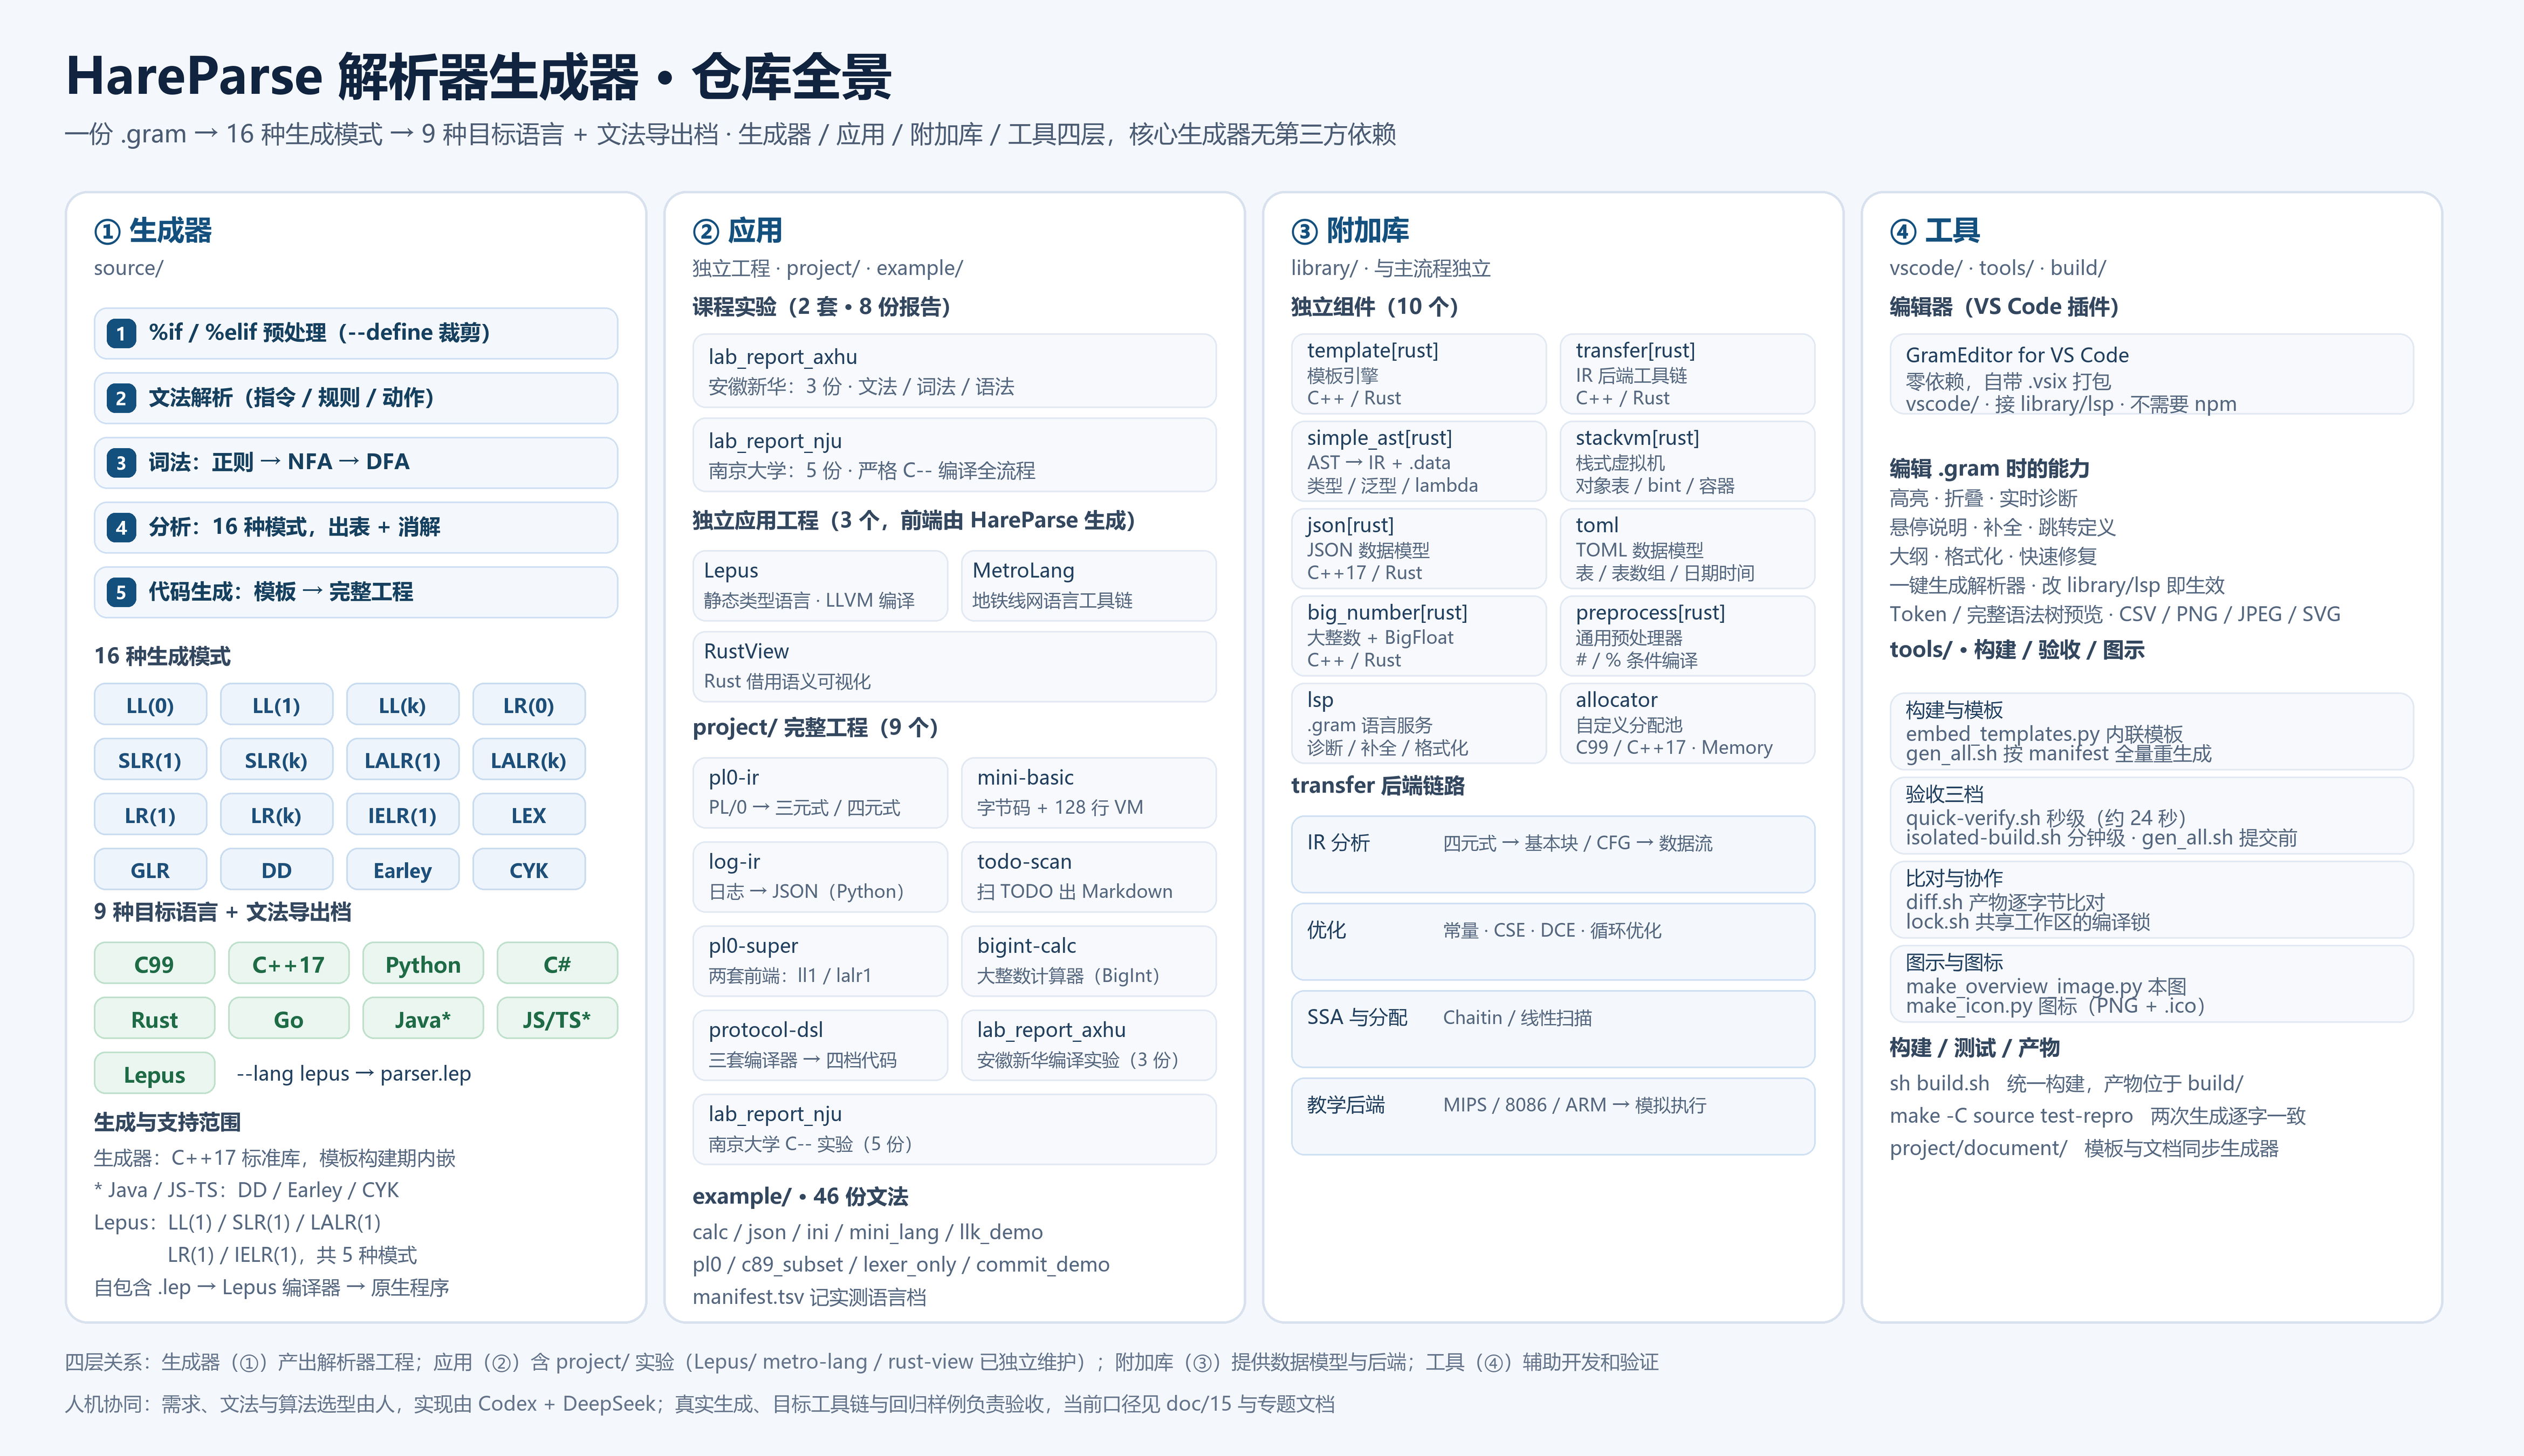 HareParse 解析器生成器 • 仓库全景
一份 .gram → 16 种生成模式 → 9 种目标语言 + 文法导出档 · 生成器 / 应用 / 附加库 / 工具四层，核心生成器无第三方依赖
① 生成器
source/
1 %if / %elif 预处理（--define 裁剪）
2 文法解析（指令 / 规则 / 动作）
3 词法：正则 → NFA → DFA
4 分析：16 种模式，出表 + 消解
5 代码生成：模板 → 完整工程
16 种生成模式
LL(0) LL(1) LL(k) LR(0)
SLR(1) SLR(k) LALR(1) LALR(k)
LR(1) LR(k) IELR(1) LEX
GLR DD Earley CYK
9 种目标语言 + 文法导出档
C99 C++17 Python C#
Rust Go Java* JS/TS*
Lepus --lang lepus → parser.lep
生成与支持范围
生成器：C++17 标准库，模板构建期内嵌
* Java / JS-TS：DD / Earley / CYK
Lepus：LL(1) / SLR(1) / LALR(1)
LR(1) / IELR(1)，共 5 种模式
自包含 .lep → Lepus 编译器 → 原生程序
② 应用
独立工程 · project/ · example/
课程实验（2 套 • 8 份报告）
lab_report_axhu
安徽新华：3 份 · 文法 / 词法 / 语法
lab_report_nju
南京大学：5 份 · 严格 C-- 编译全流程
独立应用工程（3 个，前端由 HareParse 生成）
Lepus
静态类型语言 · LLVM 编译
MetroLang
地铁线网语言工具链
RustView
Rust 借用语义可视化
project/ 完整工程（9 个）
pl0-ir
PL/0 → 三元式 / 四元式
mini-basic
字节码 + 128 行 VM
log-ir
日志 → JSON（Python）
todo-scan
扫 TODO 出 Markdown
pl0-super
两套前端：ll1 / lalr1
bigint-calc
大整数计算器（BigInt）
protocol-dsl
三套编译器 → 四档代码
lab_report_axhu
安徽新华编译实验（3 份）
lab_report_nju
南京大学 C-- 实验（5 份）
example/ • 46 份文法
calc / json / ini / mini_lang / llk_demo
pl0 / c89_subset / lexer_only / commit_demo
manifest.tsv 记实测语言档
③ 附加库
library/ · 与主流程独立
独立组件（10 个）
template[rust]
模板引擎
C++ / Rust
transfer[rust]
IR 后端工具链
C++ / Rust
simple_ast[rust]
AST → IR + .data
类型 / 泛型 / lambda
stackvm[rust]
栈式虚拟机
对象表 / bint / 容器
json[rust]
JSON 数据模型
C++17 / Rust
toml
TOML 数据模型
表 / 表数组 / 日期时间
big_number[rust]
大整数 + BigFloat
C++ / Rust
preprocess[rust]
通用预处理器
# / % 条件编译
lsp
.gram 语言服务
诊断 / 补全 / 格式化
allocator
自定义分配池
C99 / C++17 · Memory
transfer 后端链路
IR 分析 四元式 → 基本块 / CFG → 数据流
优化 常量 · CSE · DCE · 循环优化
SSA 与分配 Chaitin / 线性扫描
教学后端 MIPS / 8086 / ARM → 模拟执行
④ 工具
vscode/ · tools/ · build/
编辑器（VS Code 插件）
GramEditor for VS Code
零依赖，自带 .vsix 打包
vscode/ · 接 library/lsp · 不需要 npm
编辑 .gram 时的能力
高亮 · 折叠 · 实时诊断
悬停说明 · 补全 · 跳转定义
大纲 · 格式化 · 快速修复
一键生成解析器 · 改 library/lsp 即生效
Token / 完整语法树预览 · CSV / PNG / JPEG / SVG
tools/ • 构建 / 验收 / 图示
构建与模板
embed_templates.py 内联模板
gen_all.sh 按 manifest 全量重生成
验收三档
quick-verify.sh 秒级（约 24 秒）
isolated-build.sh 分钟级 · gen_all.sh 提交前
比对与协作
diff.sh 产物逐字节比对
lock.sh 共享工作区的编译锁
图示与图标
make_overview_image.py 本图
make_icon.py 图标（PNG + .ico）
构建 / 测试 / 产物
sh build.sh 统一构建，产物位于 build/
make -C source test-repro 两次生成逐字一致
project/document/ 模板与文档同步生成器
四层关系：生成器（①）产出解析器工程；应用（②）含 project/ 实验（Lepus/ metro-lang / rust-view 已独立维护）；附加库（③）提供数据模型与后端；工具（④）辅助开发和验证
人机协同：需求、文法与算法选型由人，实现由 Codex + DeepSeek；真实生成、目标工具链与回归样例负责验收，当前口径见 doc/15 与专题文档